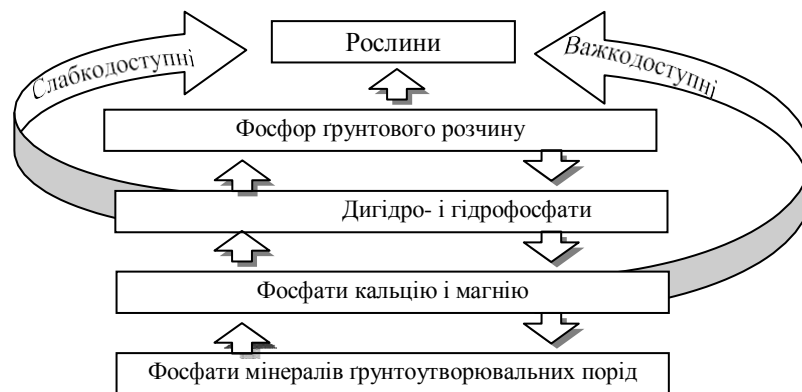 Рослини
Слабкодоступні
Важкодоступні
Фосфор ґрунтового розчину
Дигідро- і гідрофосфати
Фосфати кальцію і магнію
Фосфати мінералів ґрунтоутворювальних порід